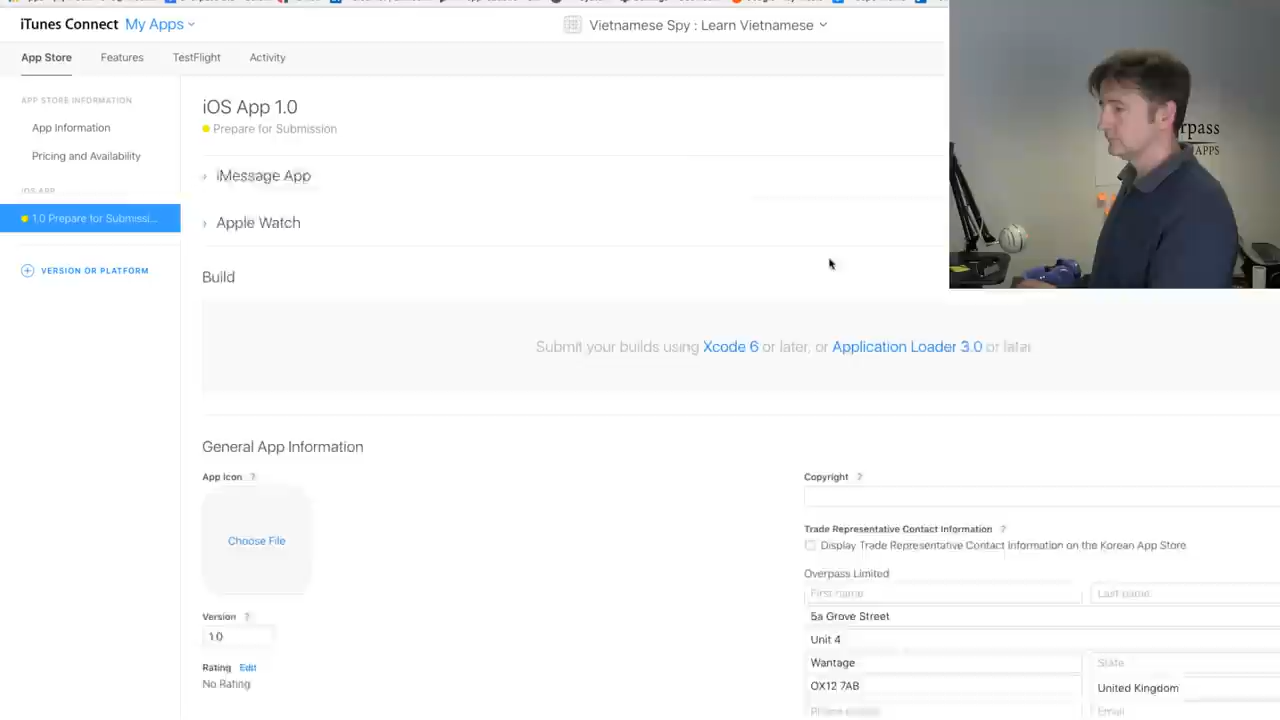 iTunes Connect My Apps
Vietnamese Spy : Learn Vietnamese
App Store Features TestFlight Activity
APP STORE INFORMATION
App Information
Pricing and Availability
IOS APP
1.0 Prepare for Submissi...
VERSION OR PLATFORM
iOS App 1.0
Prepare for Submission
iMessage App
Apple Watch
Build
Submit your builds using Xcode 6 or later, or Application Loader 3.0 or later.
General App Information
App Icon ?
Choose File
Version ?
1.0
Rating Edit
No Rating
Copyright ?
Trade Representative Contact Information ?
Display Trade Representative Contact Information on the Korean App Store
Overpass Limited
First name Last name
5a Grove Street
Unit 4
Wantage State
OX12 7AB United Kingdom
Phone number Email
rpass
APPS